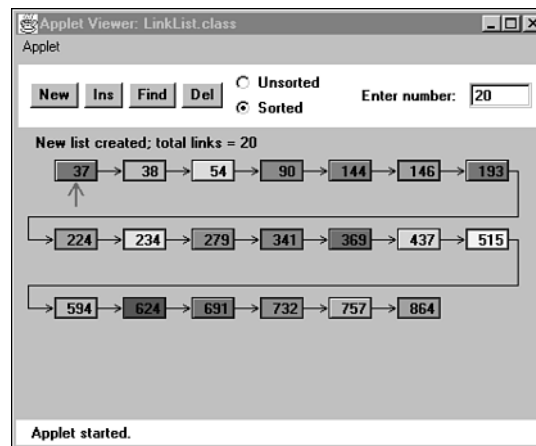 Applet Viewer: LinkList.class
Applet
New Ins Find Del Unsorted Sorted Enter number: 20
New list created; total links = 20
37 38 54 90 144 146 193
224 234 279 341 369 437 515
594 624 691 732 757 864
Applet started.